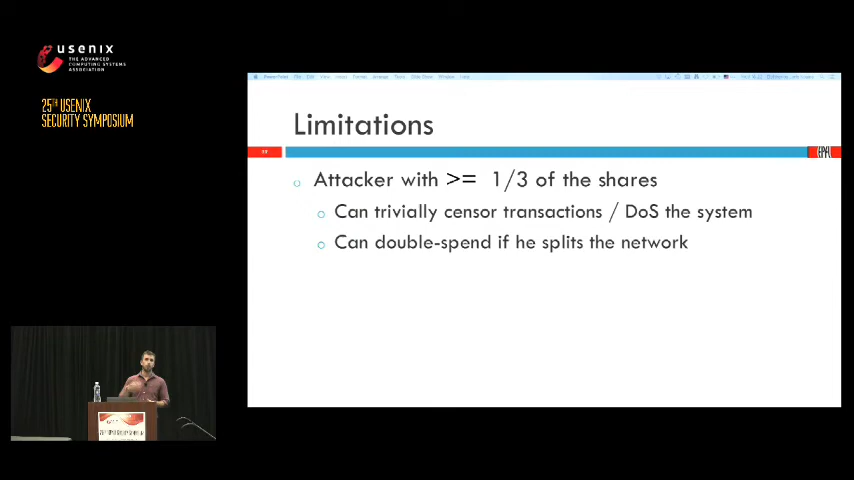 usenix
THE ADVANCED
COMPUTING SYSTEMS
ASSOCIATION
25TH USENIX
SECURITY SYMPOSIUM
Limitations
Attacker with >= 1/3 of the shares
Can trivially censor transactions / DoS the system
Can double-spend if he splits the network